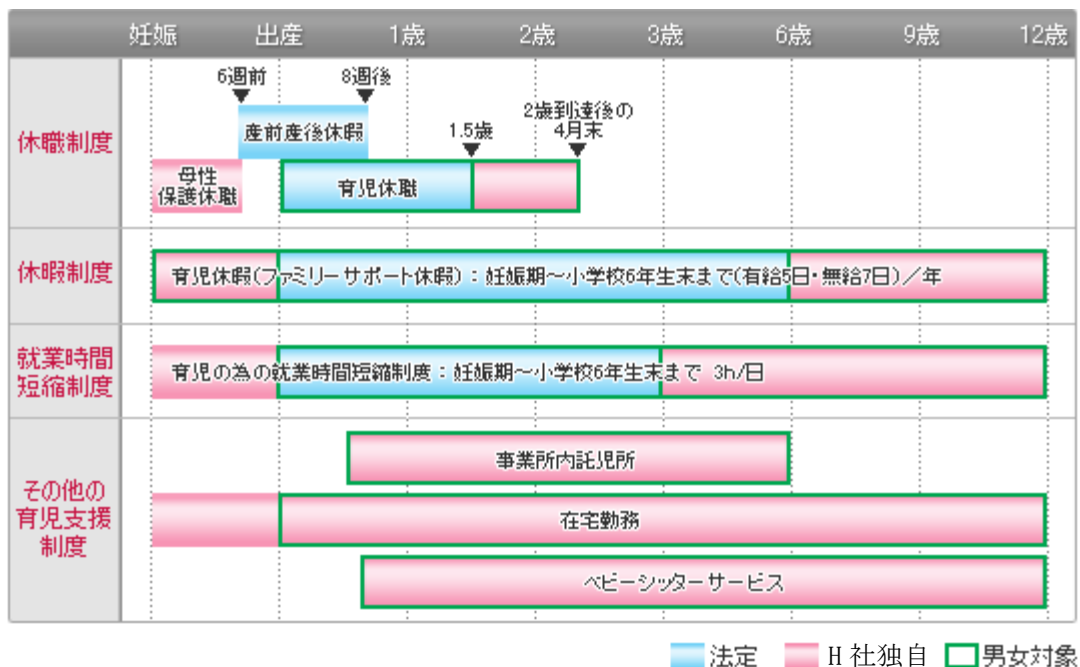 妊娠 出産 1歳 2歳 3歳 6歳 9歳 12歳
6週前 8週後
2歳到達後の
4月末
1.5歳
休職制度
産前産後休暇
母性
保護休職
育児休職
休暇制度
育児休暇(ファミリーサポート休暇)：妊娠期～小学校6年生末まで(有給5日・無給7日)／年
就業時間
短縮制度
育児の為の就業時間短縮制度：妊娠期～小学校6年生末まで 3h/日
その他の
育児支援
制度
事業所内託児所
在宅勤務
ベビーシッターサービス
法定 H社独自 男女対象